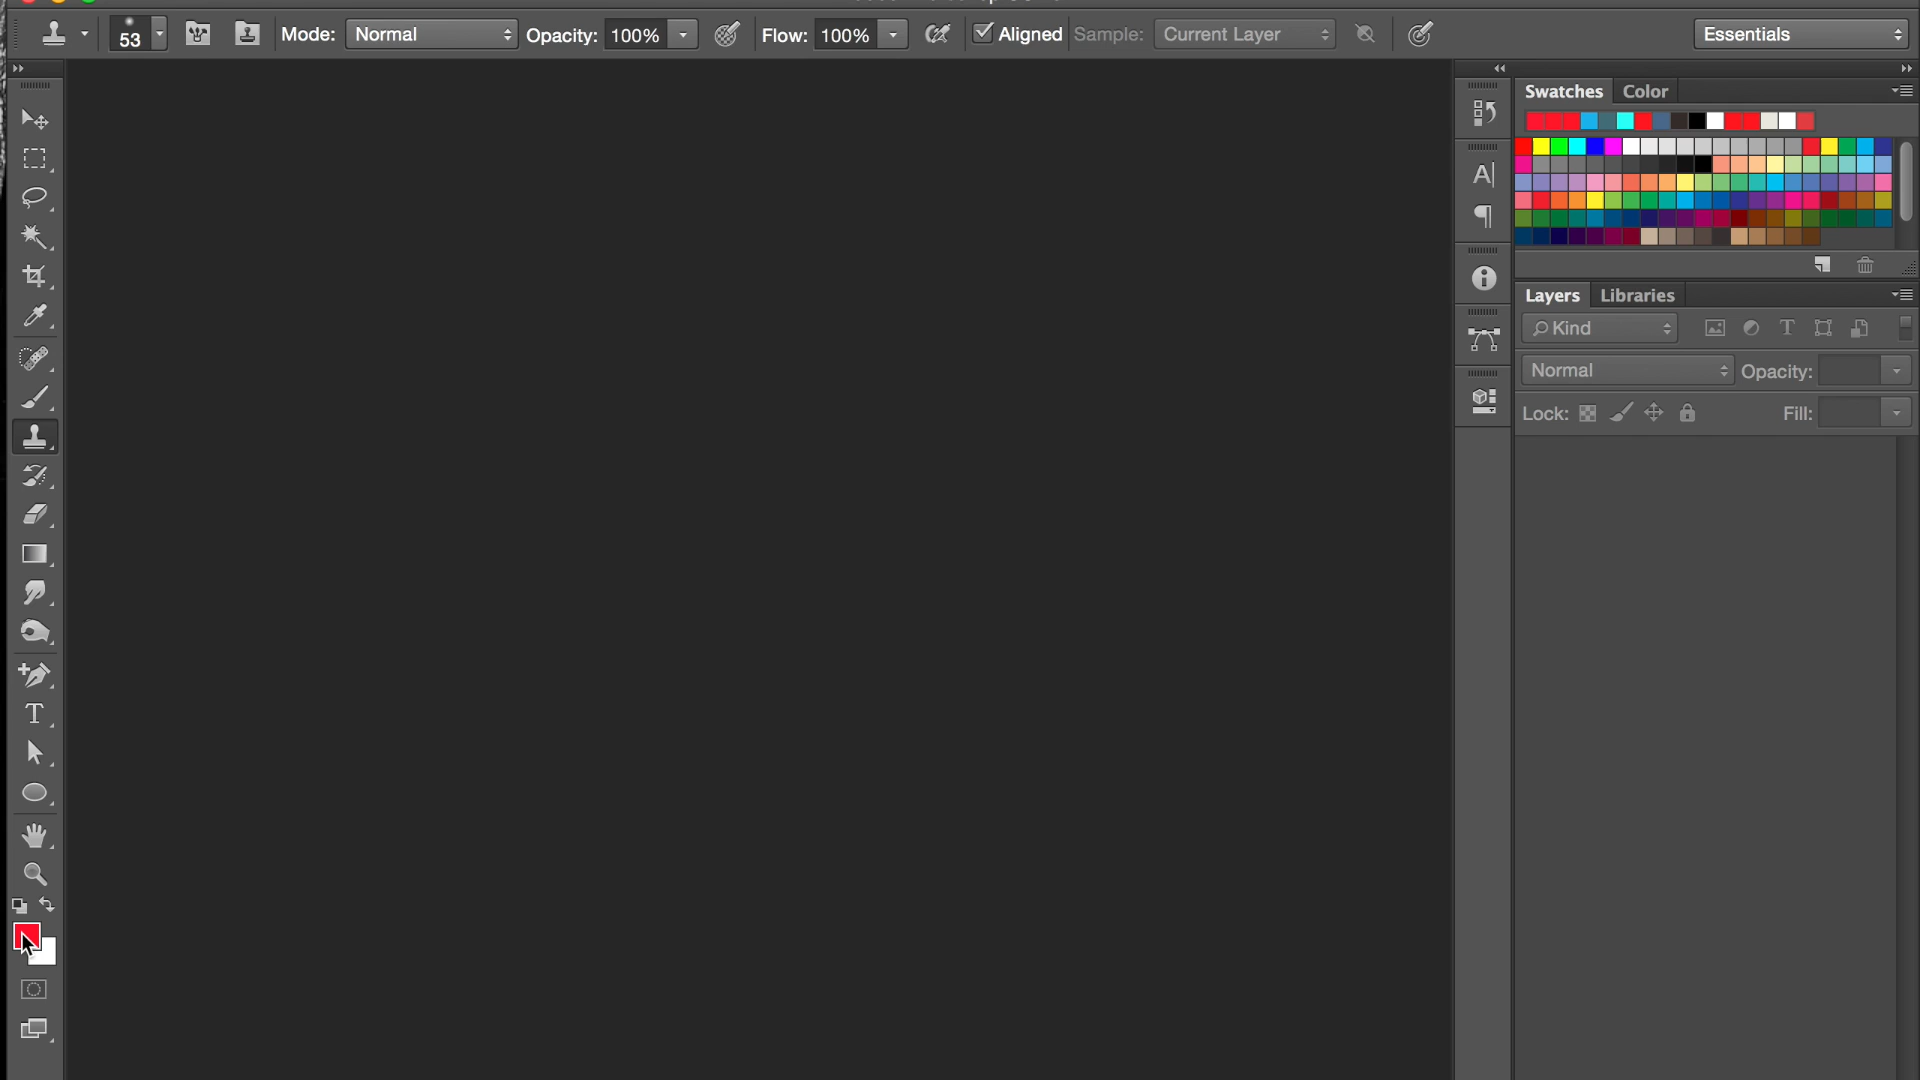 53 Mode: Normal Opacity: 100% Flow: 100% Aligned Sample: Current Layer Essentials
Swatches Color
Layers Libraries
Kind
Normal Opacity:
Lock: Fill: